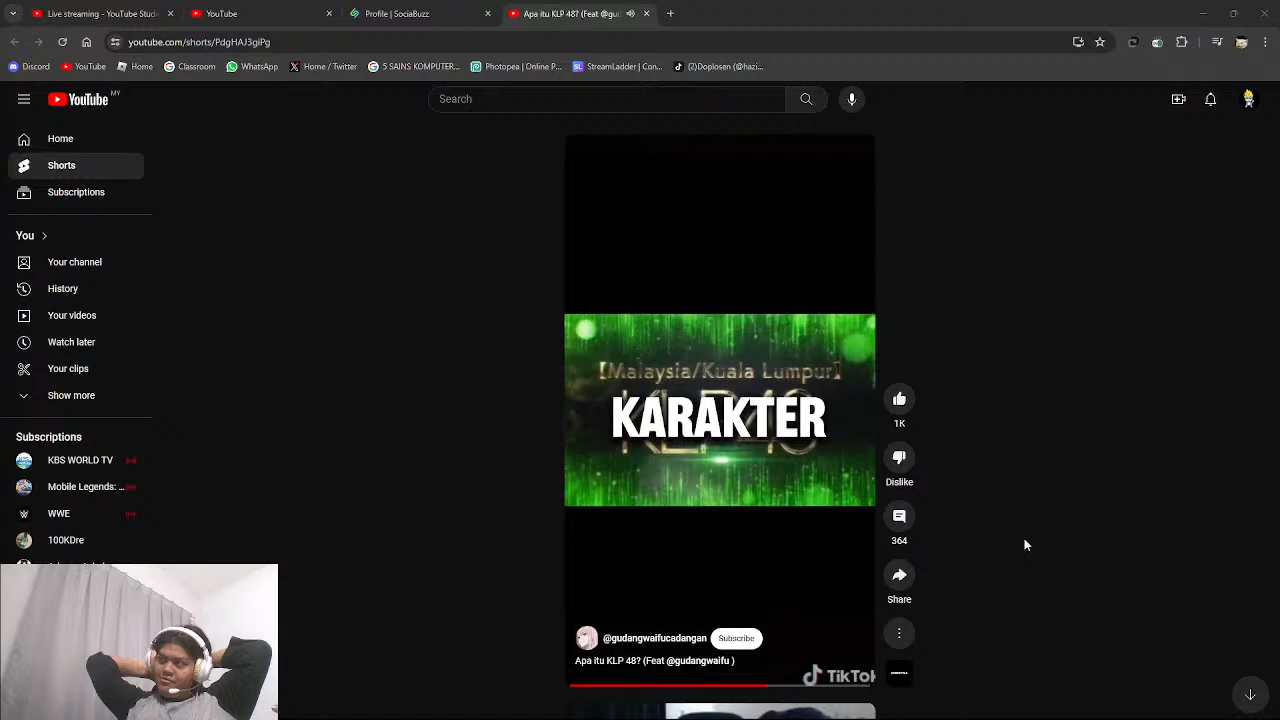 Live streaming - YouTube Stud
YouTube
Profile | SociaBuzz
Apa itu KLP 48? (Feat @gud
youtube.com/shorts/PdgHAJ3giPg
Discord
YouTube
Home
Classroom
WhatsApp
Home / Twitter
5 SAINS KOMPUTER...
Photopea | Online P...
StreamLadder | Con...
(2)Doplosen (@hazi...
YouTube MY
Search
Home
Shorts
Subscriptions
You
Your channel
History
Your videos
Watch later
Your clips
Show more
Subscriptions
KBS WORLD TV
Mobile Legends: ...
WWE
100KDre
【Malaysia/Kuala Lumpur】
KLP48
KARAKTER
1K
Dislike
364
Share
@gudangwaifucadangan
Subscribe
Apa itu KLP 48? (Feat @gudangwaifu )
TikTok